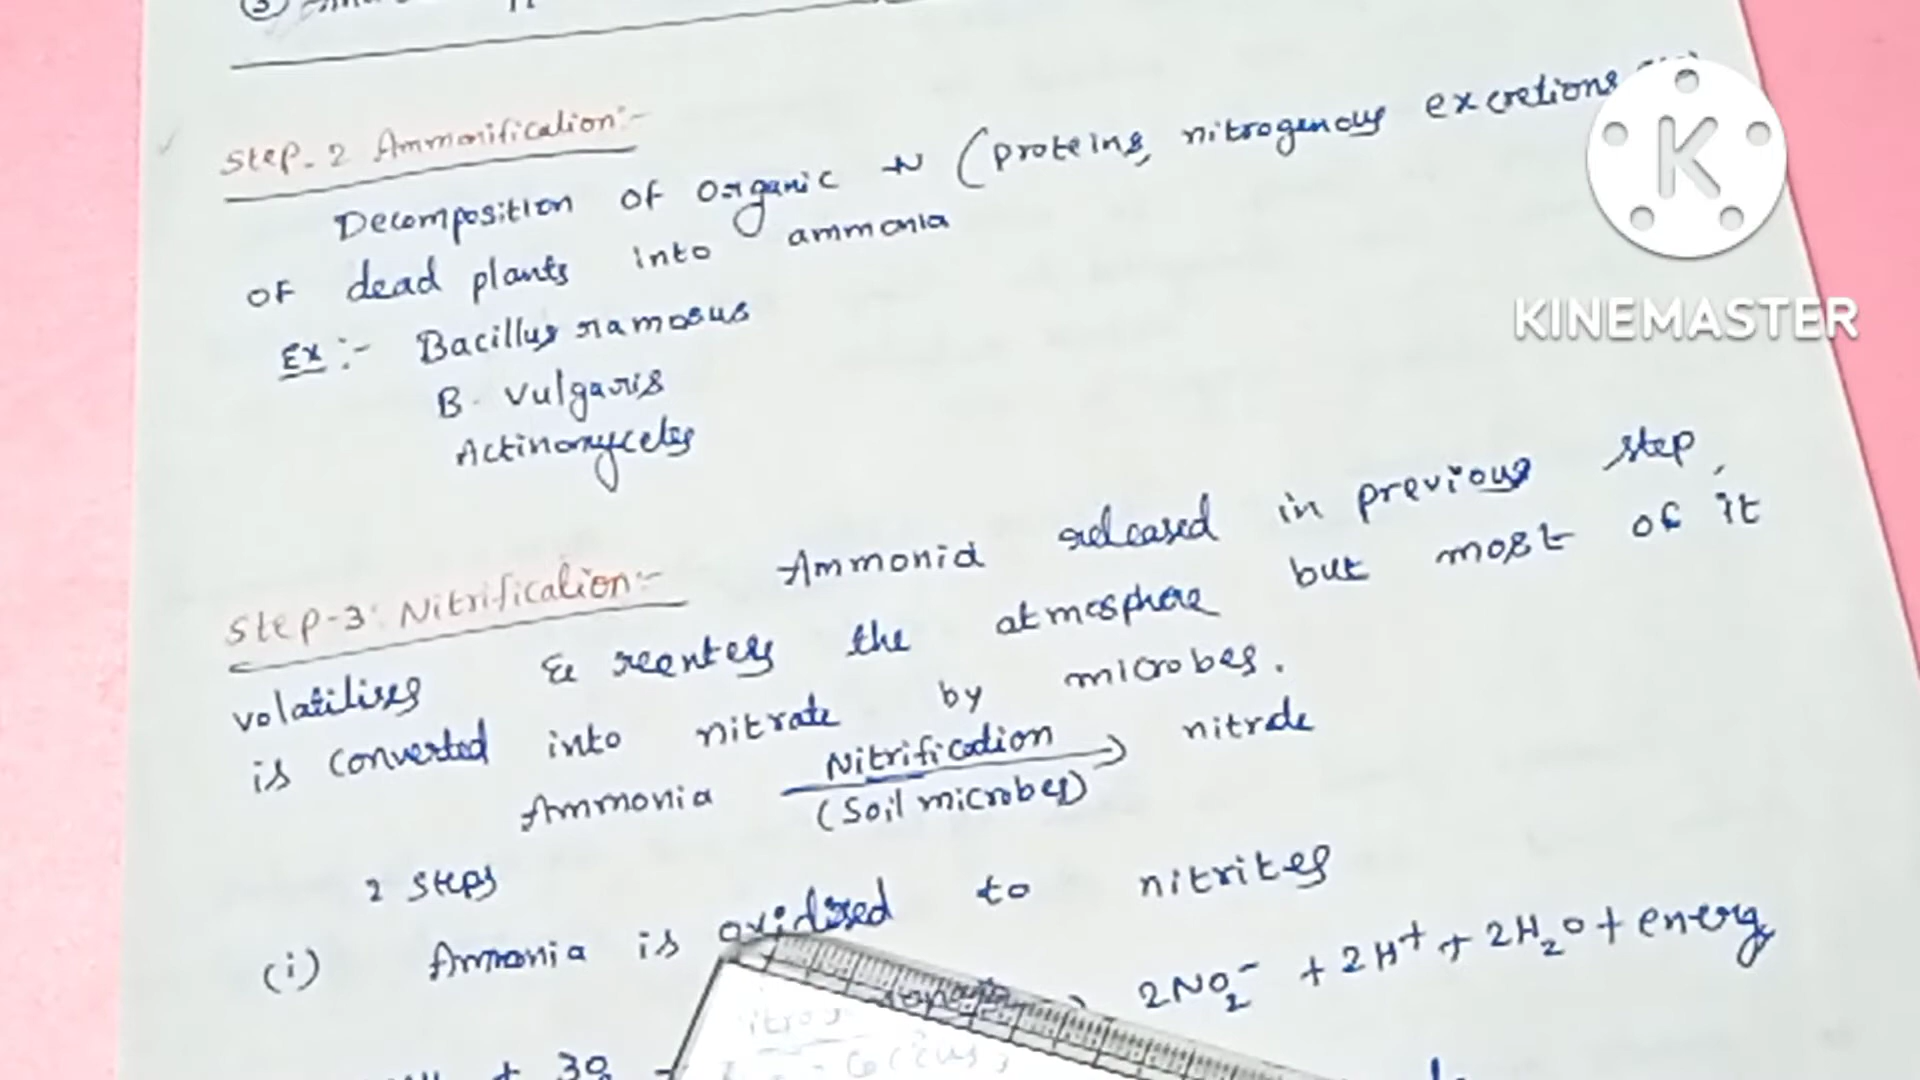 Step-2 Ammonification:-
Decomposition of Organic N (proteins, nitrogenous excretions
of dead plants into ammonia
Ex:- Bacillus ramosus
B. vulgaris
Actinomycetes
Step-3: Nitrification:- Ammonia released in previous step,
volatilises & reenters the atmosphere but most of it
is converted into nitrate by microbes.
Ammonia Nitrification nitrate
(Soil microbes)
2 steps
(i) Ammonia is oxidised to nitrites
2NO2- + 2H+ + 2H2O + energy
+ 3O2
KINEMASTER